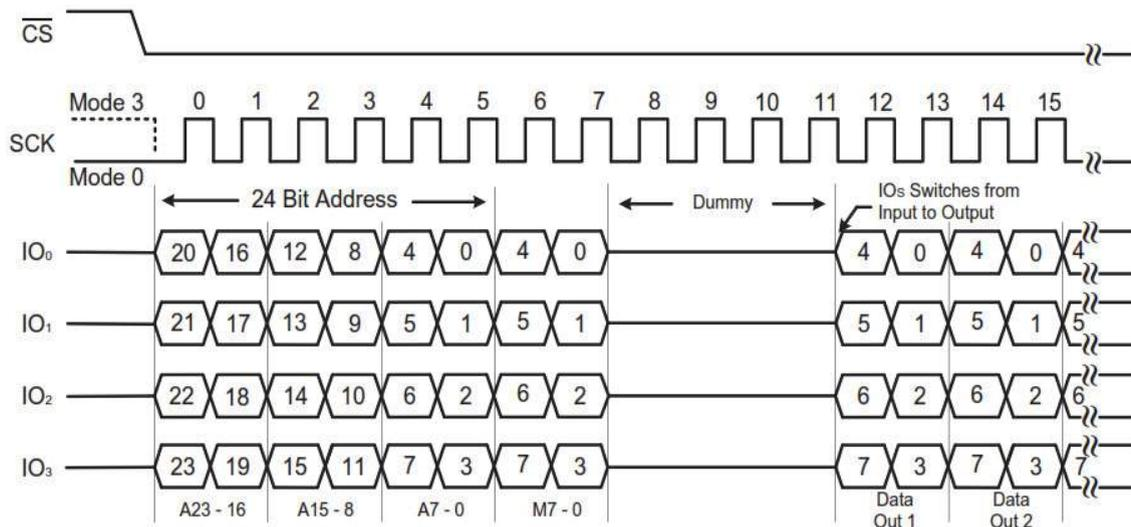 CS
Mode 3 0 1 2 3 4 5 6 7 8 9 10 11 12 13 14 15
SCK
Mode 0
24 Bit Address
Dummy
IOs Switches from
Input to Output
IO0 20 16 12 8 4 0 4 0 4 0 4 0 4
IO1 21 17 13 9 5 1 5 1 5 1 5 1 5
IO2 22 18 14 10 6 2 6 2 6 2 6 2 6
IO3 23 19 15 11 7 3 7 3 7 3 7 3 7
A23 - 16 A15 - 8 A7 - 0 M7 - 0
Data Data
Out 1 Out 2